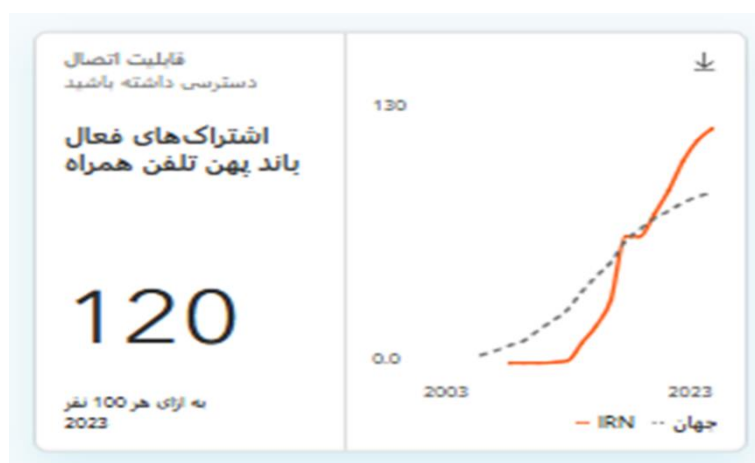 قابلیت اتصال
دسترسی داشته باشید
اشتراک‌های فعال
باند پهن تلفن همراه
120
به ازای هر 100 نفر
2023
130
0.0
2003
2023
IRN
جهان